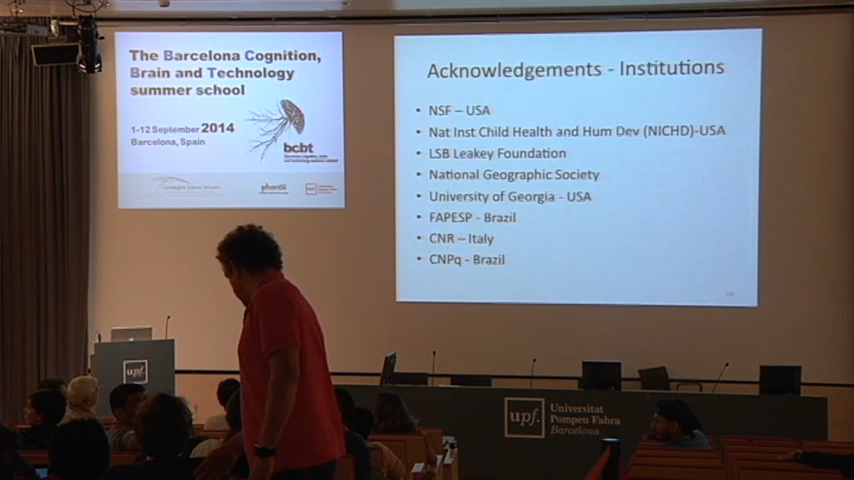 The Barcelona Cognition,
Brain and Technology
summer school
1-12 September 2014
Barcelona, Spain
bcbt
Acknowledgements - Institutions
• NSF – USA
• Nat Inst Child Health and Hum Dev (NICHD)-USA
• LSB Leakey Foundation
• National Geographic Society
• University of Georgia - USA
• FAPESP - Brazil
• CNR – Italy
• CNPq - Brazil
upf.
upf.
Universitat
Pompeu Fabra
Barcelona